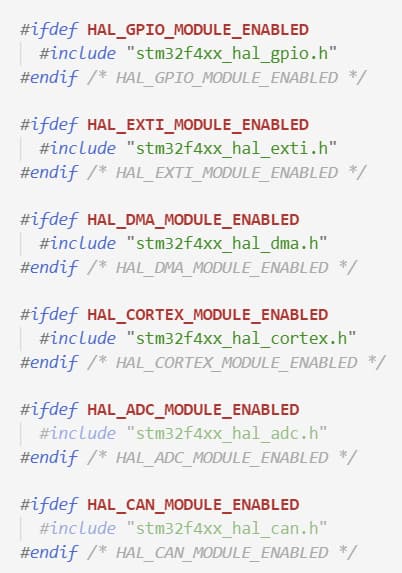 #ifdef HAL_GPIO_MODULE_ENABLED
#include "stm32f4xx_hal_gpio.h"
#endif /* HAL_GPIO_MODULE_ENABLED */
#ifdef HAL_EXTI_MODULE_ENABLED
#include "stm32f4xx_hal_exti.h"
#endif /* HAL_EXTI_MODULE_ENABLED */
#ifdef HAL_DMA_MODULE_ENABLED
#include "stm32f4xx_hal_dma.h"
#endif /* HAL_DMA_MODULE_ENABLED */
#ifdef HAL_CORTEX_MODULE_ENABLED
#include "stm32f4xx_hal_cortex.h"
#endif /* HAL_CORTEX_MODULE_ENABLED */
#ifdef HAL_ADC_MODULE_ENABLED
#include "stm32f4xx_hal_adc.h"
#endif /* HAL_ADC_MODULE_ENABLED */
#ifdef HAL_CAN_MODULE_ENABLED
#include "stm32f4xx_hal_can.h"
#endif /* HAL_CAN_MODULE_ENABLED */